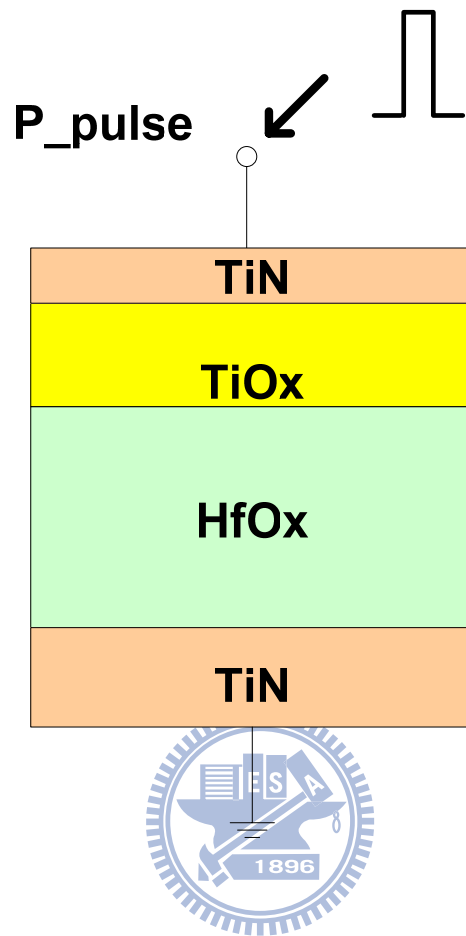 P_pulse
TiN
TiOx
HfOx
TiN
E S
A
1896